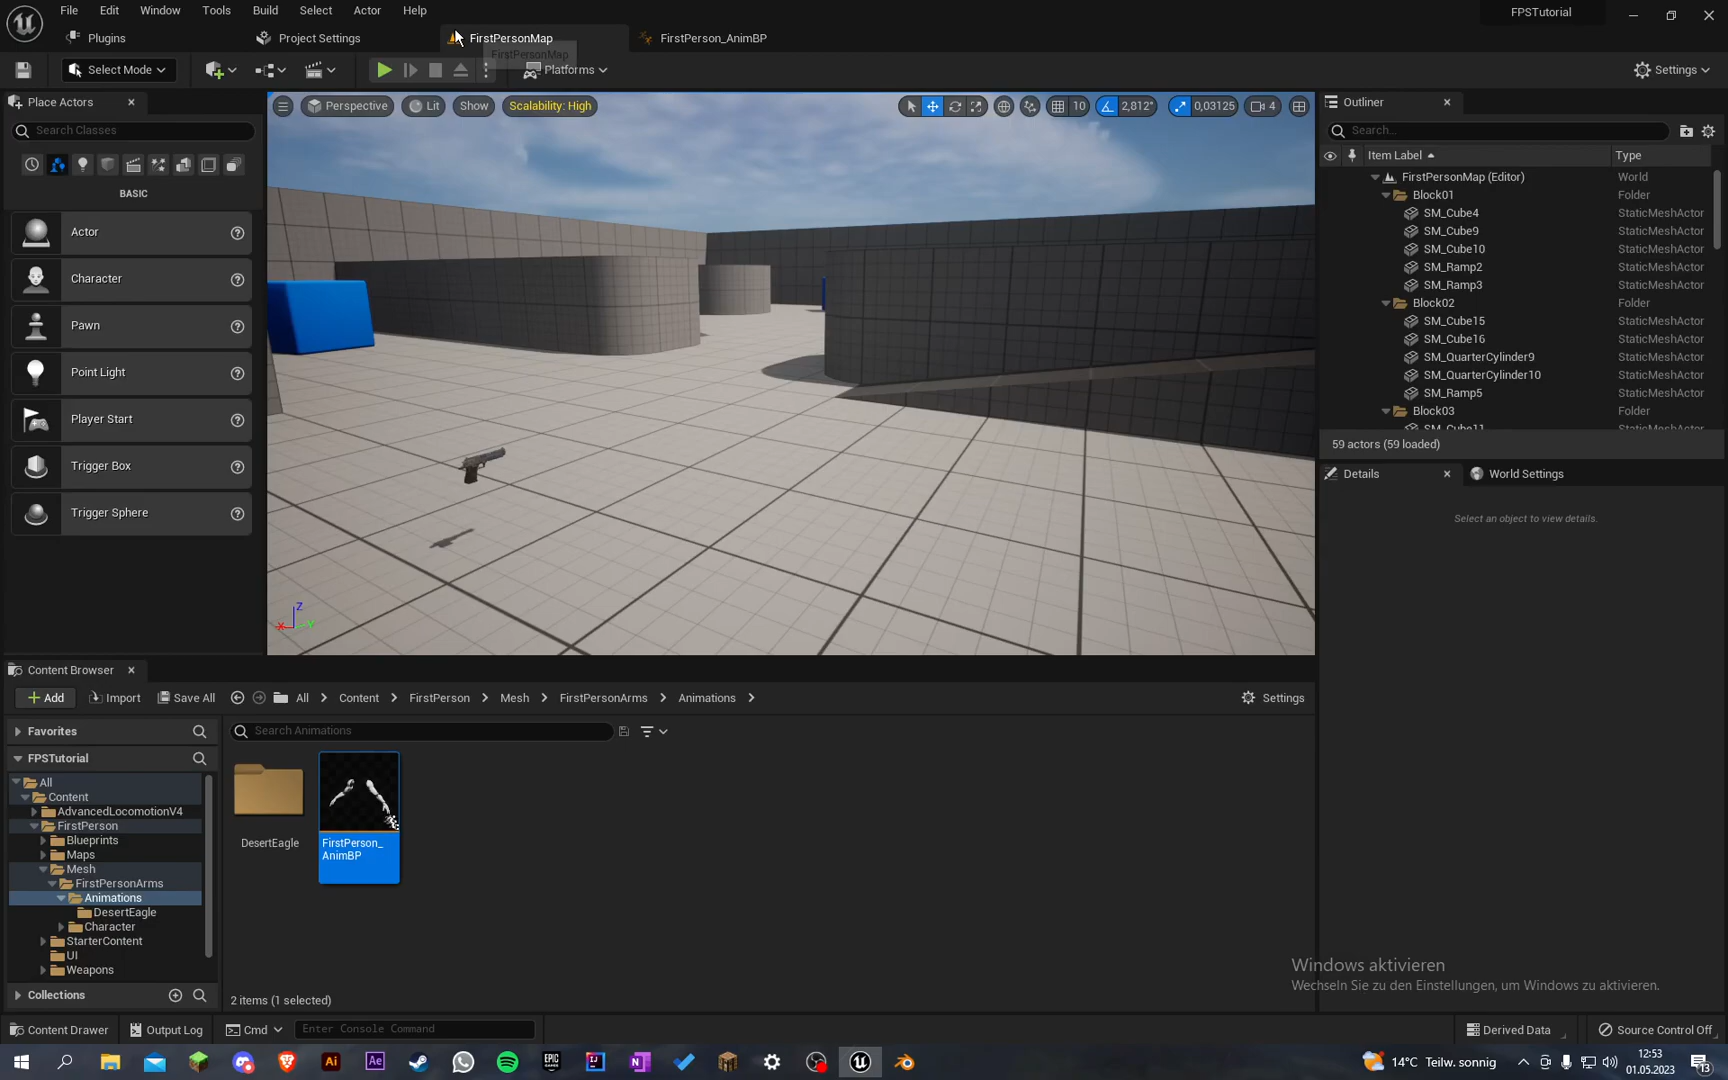 File Edit Window Tools Build Select Actor Help
FPSTutorial
Plugins
Project Settings
FirstPersonMap
FirstPerson_AnimBP
FirstPersonMap
Select Mode
Platforms
Settings
Place Actors
Search Classes
BASIC
Actor
Character
Pawn
Point Light
Player Start
Trigger Box
Trigger Sphere
Perspective
Lit
Show
Scalability: High
10
2,812°
0,03125
4
Z
X
Y
Outliner
Search...
Item Label
Type
FirstPersonMap (Editor) World
Block01 Folder
SM_Cube4 StaticMeshActor
SM_Cube9 StaticMeshActor
SM_Cube10 StaticMeshActor
SM_Ramp2 StaticMeshActor
SM_Ramp3 StaticMeshActor
Block02 Folder
SM_Cube15 StaticMeshActor
SM_Cube16 StaticMeshActor
SM_QuarterCylinder9 StaticMeshActor
SM_QuarterCylinder10 StaticMeshActor
SM_Ramp5 StaticMeshActor
Block03 Folder
SM_Cube11 StaticMeshActor
59 actors (59 loaded)
Details
World Settings
Select an object to view details.
Content Browser
Add
Import
Save All
All
Content
FirstPerson
Mesh
FirstPersonArms
Animations
Settings
Favorites
FPSTutorial
All
Content
AdvancedLocomotionV4
FirstPerson
Blueprints
Maps
Mesh
FirstPersonArms
Animations
DesertEagle
Character
StarterContent
UI
Weapons
Collections
Search Animations
DesertEagle
FirstPerson_
AnimBP
2 items (1 selected)
Windows aktivieren
Wechseln Sie zu den Einstellungen, um Windows zu aktivieren.
Content Drawer
Output Log
Cmd
Enter Console Command
Derived Data
Source Control Off
Ai
Ae
EPIC
GAMES
14°C Teilw. sonnig
12:53
01.05.2023
13